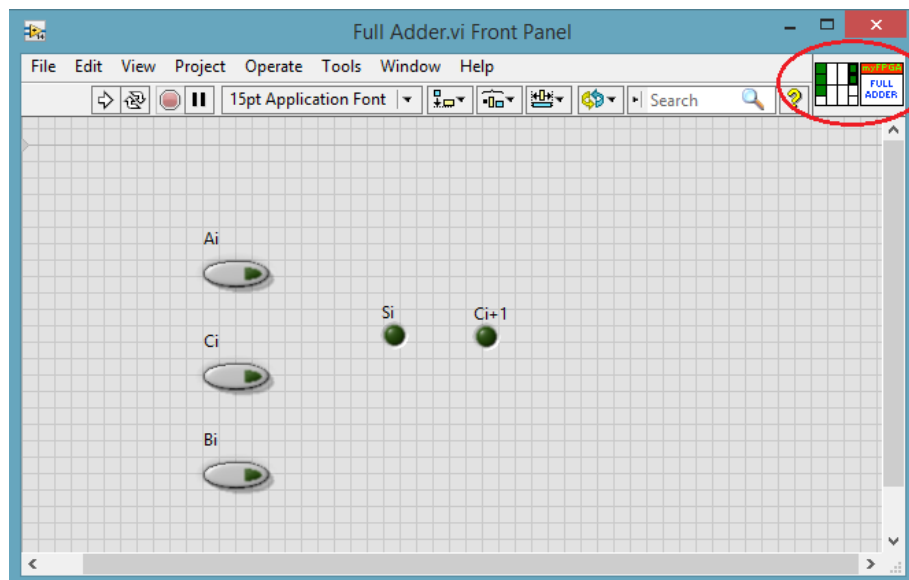 Full Adder.vi Front Panel
File Edit View Project Operate Tools Window Help
15pt Application Font
Search
?
myFPGA
FULL
ADDER
Ai
Si
Ci+1
Ci
Bi